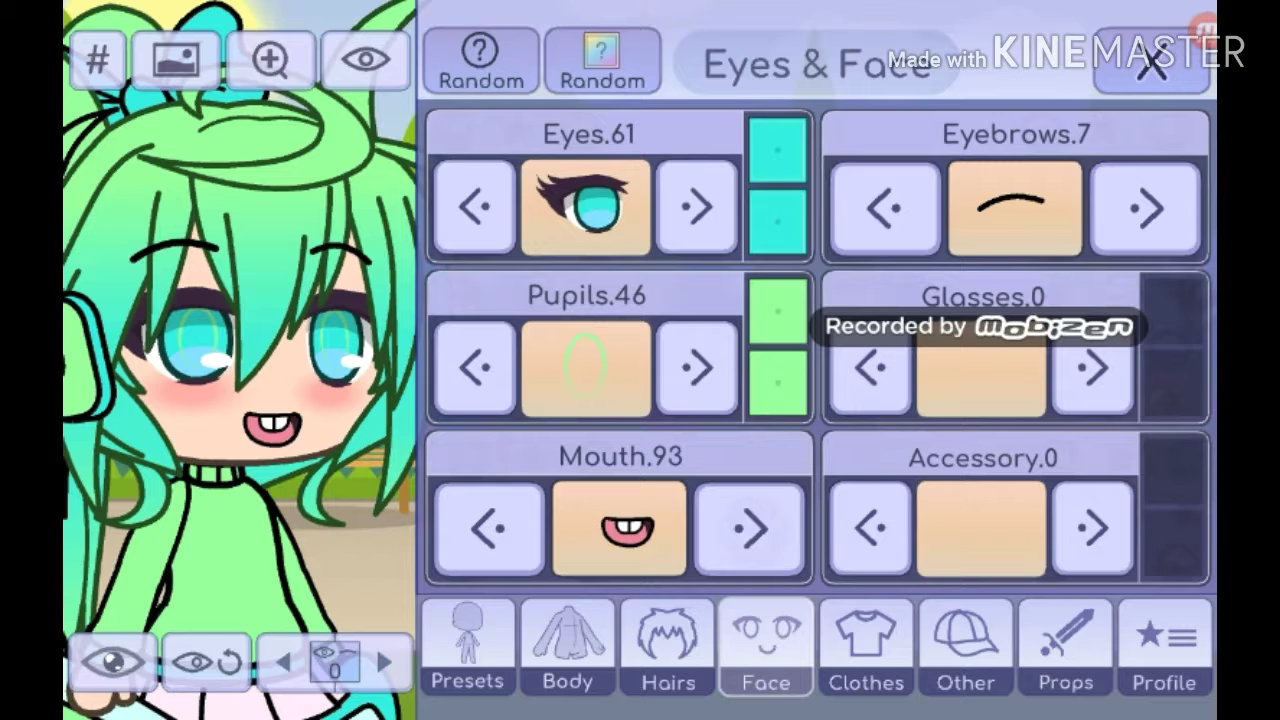 #
Random
Random
Eyes & Face
X
Made with KINEMASTER
Eyes.61
Eyebrows.7
Pupils.46
Glasses.0
Recorded by mobizen
Mouth.93
Accessory.0
0
Presets
Body
Hairs
Face
Clothes
Other
Props
Profile